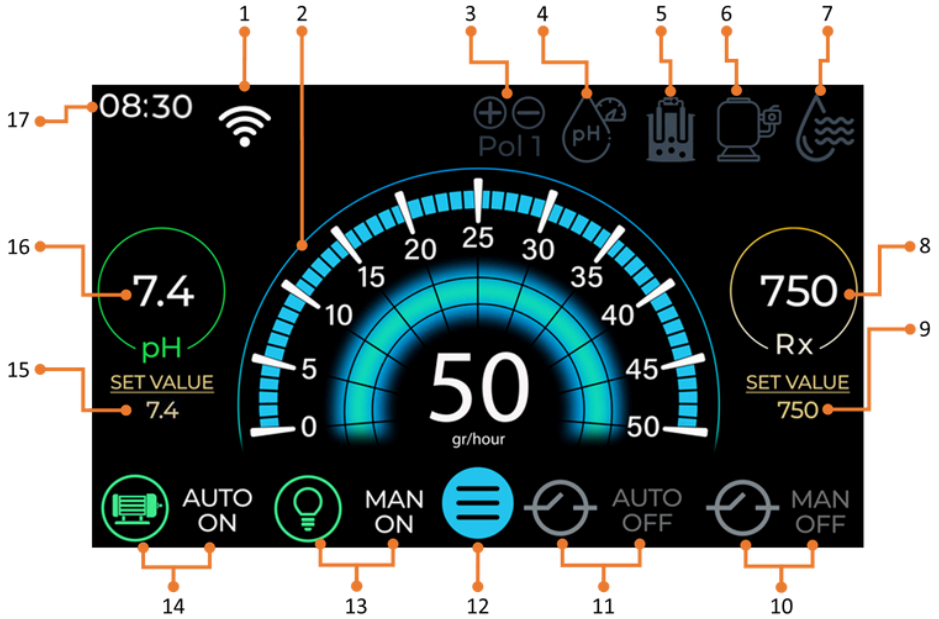 1 2 3 4 5 6 7
17
08:30
Pol 1
pH
16
7.4
pH
15
SET VALUE
7.4
0 5 10 15 20 25 30 35 40 45 50
50
gr/hour
750
8
Rx
9
SET VALUE
750
AUTO
ON
MAN
ON
AUTO
OFF
MAN
OFF
14 13 12 11 10